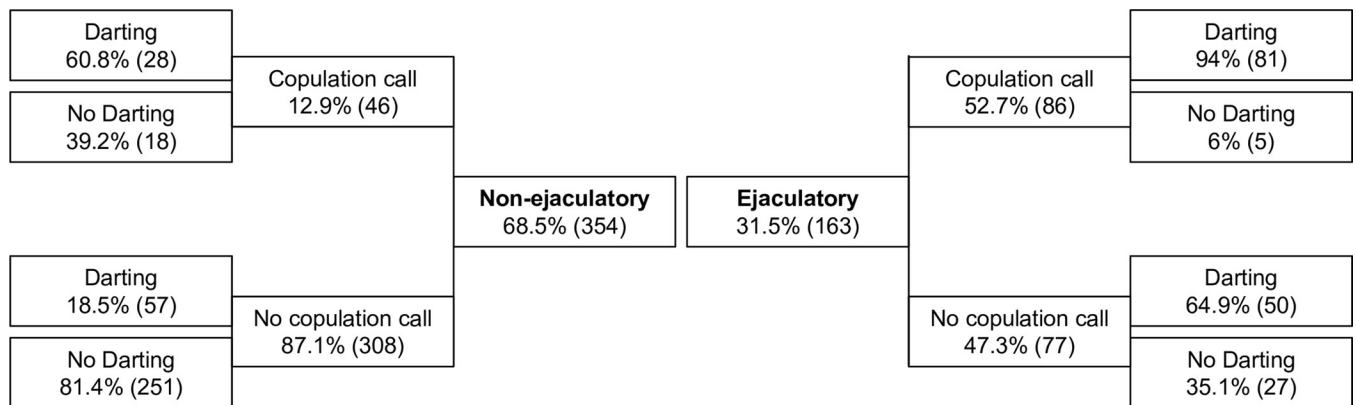 Darting
60.8% (28)
No Darting
39.2% (18)
Copulation call
12.9% (46)
Darting
18.5% (57)
No Darting
81.4% (251)
No copulation call
87.1% (308)
Non-ejaculatory
68.5% (354)
Ejaculatory
31.5% (163)
Copulation call
52.7% (86)
Darting
94% (81)
No Darting
6% (5)
No copulation call
47.3% (77)
Darting
64.9% (50)
No Darting
35.1% (27)